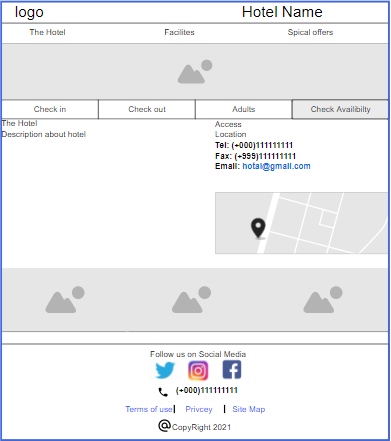 logo Hotel Name
The Hotel Facilites Spical offers
Check in Check out Adults Check Availibilty
The Hotel
Description about hotel
Access
Location
Tel: (+000)111111111
Fax: (+999)111111111
Email: hotal@gmail.com
Follow us on Social Media
(+000)111111111
Terms of use| Privcey | Site Map
@CopyRight 2021